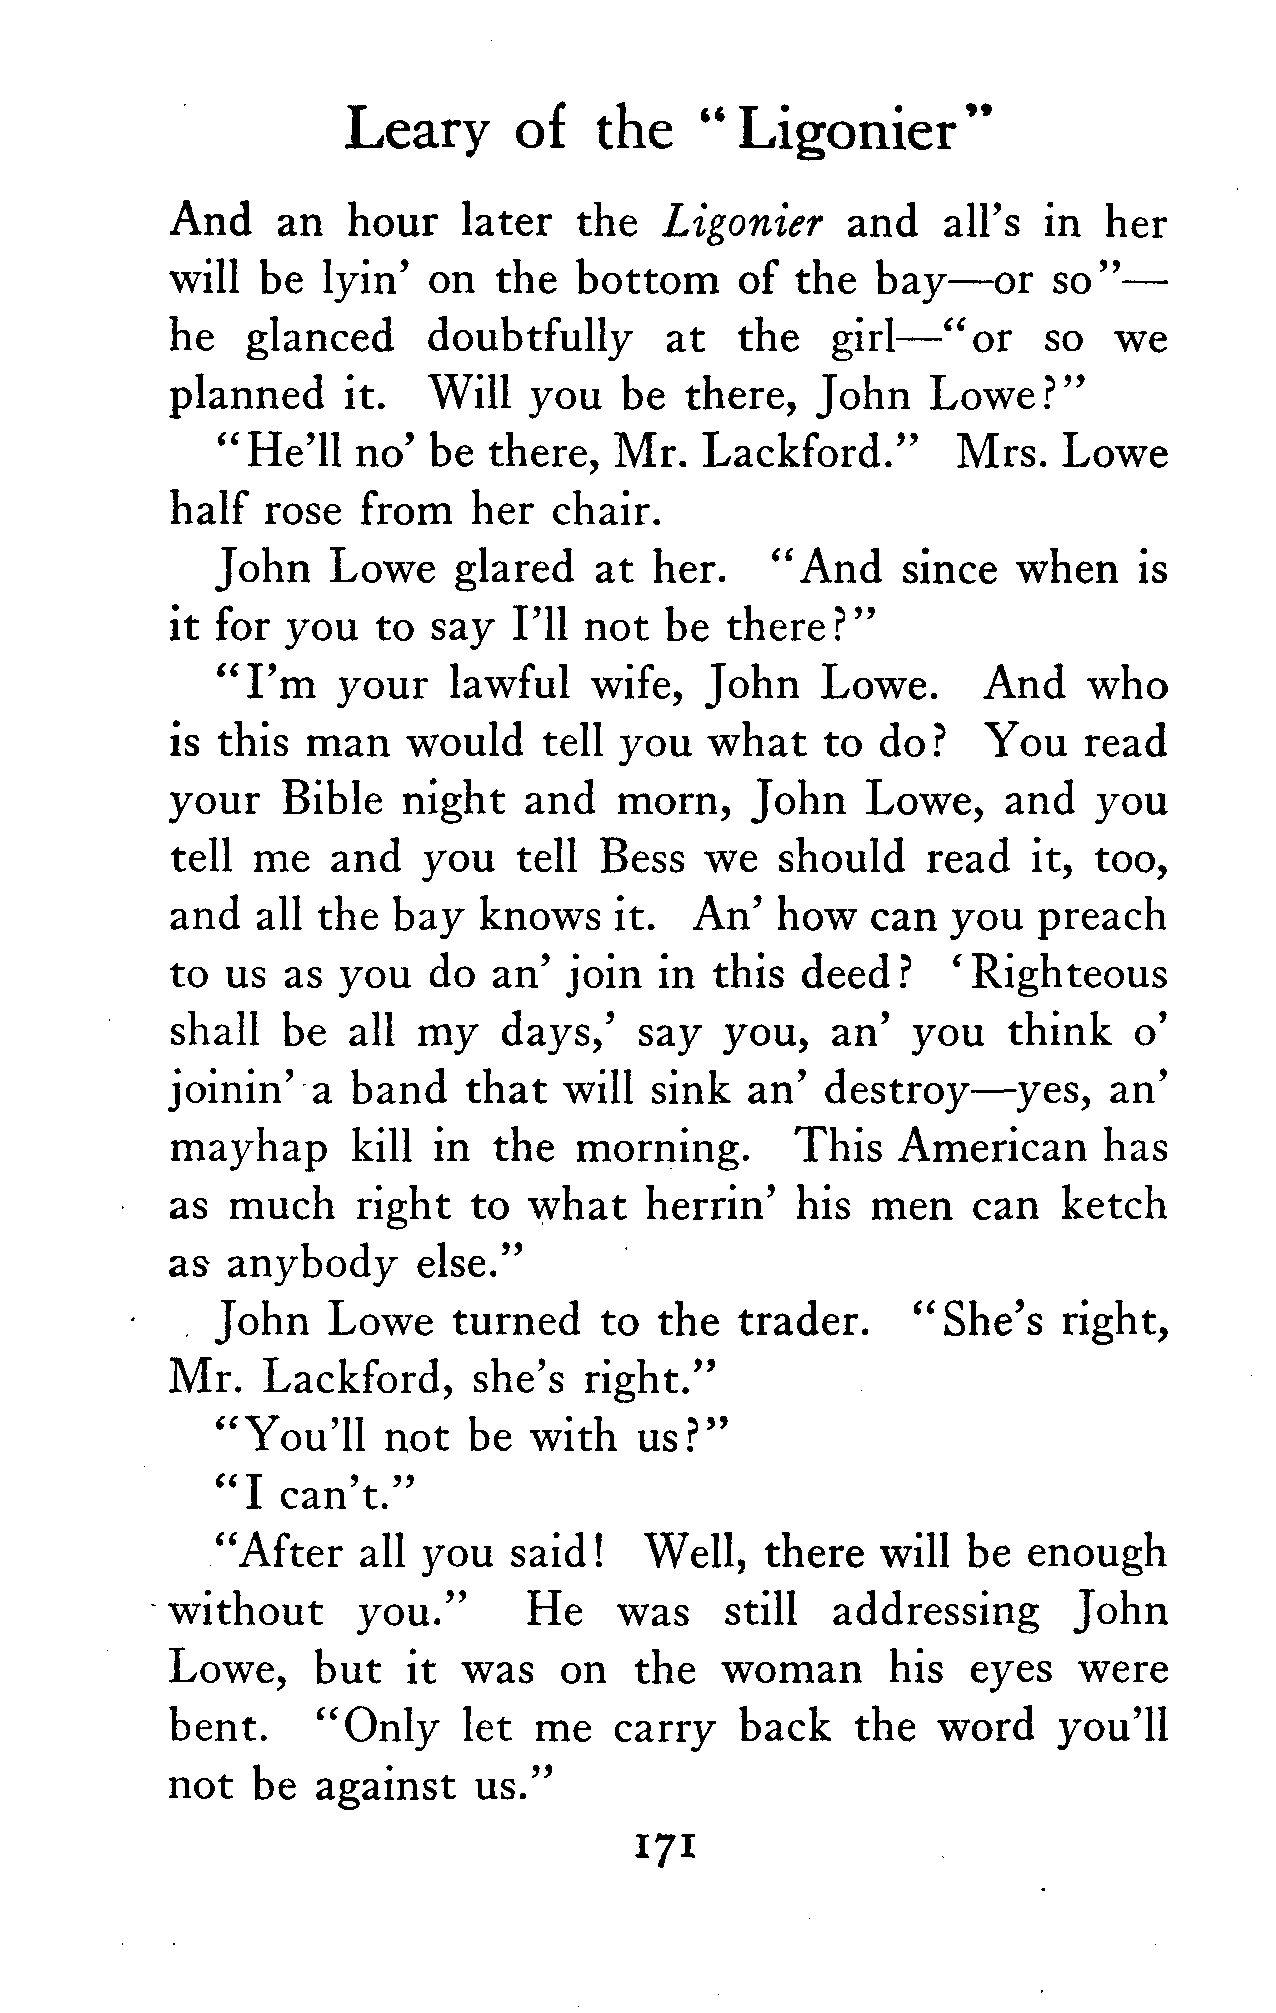 Leary of the “Ligonier”
And an hour later the Ligonier and all’s in her
will be lyin’ on the bottom of the bay—or so”—
he glanced doubtfully at the girl—“or so we
planned it. Will you be there, John Lowe?”
“He’ll no’ be there, Mr. Lackford.” Mrs. Lowe
half rose from her chair.
John Lowe glared at her. “And since when is
it for you to say I’ll not be there?”
“I’m your lawful wife, John Lowe. And who
is this man would tell you what to do? You read
your Bible night and morn, John Lowe, and you
tell me and you tell Bess we should read it, too,
and all the bay knows it. An’ how can you preach
to us as you do an’ join in this deed? ‘Righteous
shall be all my days,’ say you, an’ you think o’
joinin’ a band that will sink an’ destroy—yes, an’
mayhap kill in the morning. This American has
as much right to what herrin’ his men can ketch
as anybody else.”
John Lowe turned to the trader. “She’s right,
Mr. Lackford, she’s right.”
“You’ll not be with us?”
“I can’t.”
“After all you said! Well, there will be enough
without you.” He was still addressing John
Lowe, but it was on the woman his eyes were
bent. “Only let me carry back the word you’ll
not be against us.”
171